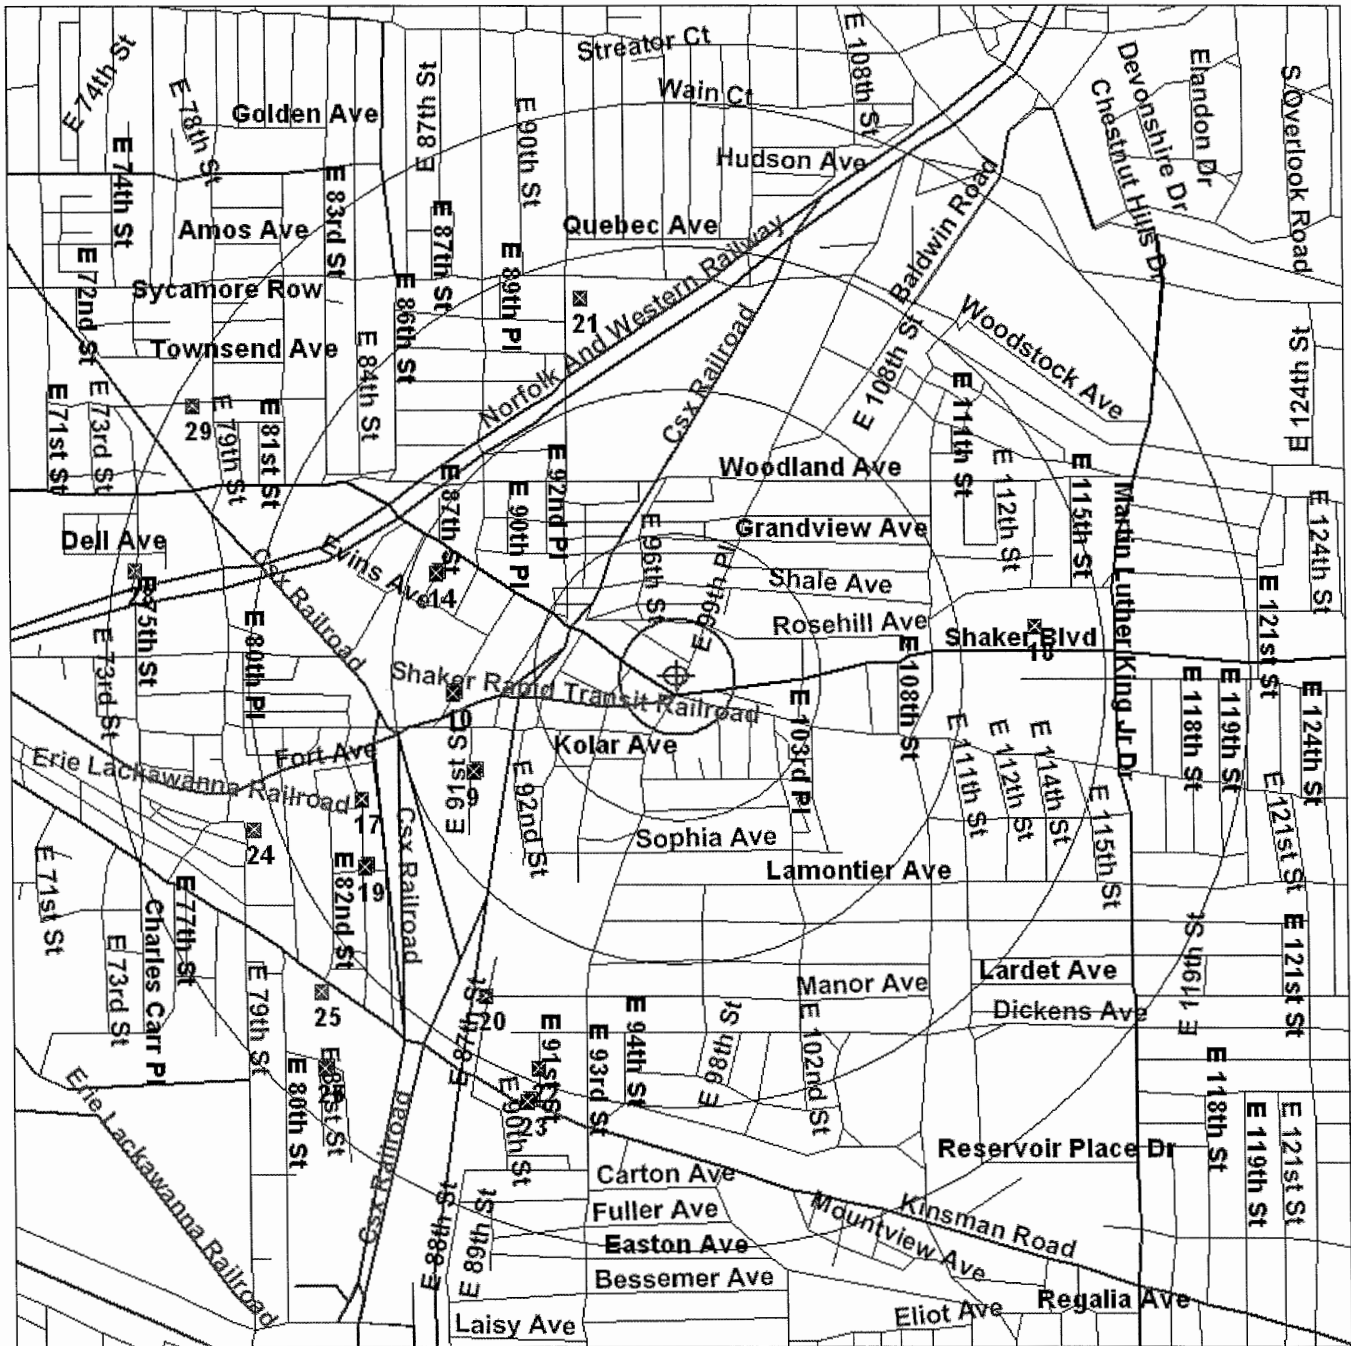 Streator Ct
E 108th St
E 74th St
E 78th St
Golden Ave
E 87th St
Wain Ct
E 90th St
Devonshire Dr
Elandon Dr
S Overlook Road
Chestnut Hills Dr
E 74th St
Hudson Ave
E 83rd St
Amos Ave
E 87th St
Quebec Ave
Baldwin Road
E 72nd St
Sycamore Row
E 86th St
E 89th Pl
21
Norfolk And Western Railway
Woodstock Ave
Townsend Ave
E 84th St
Csx Railroad
E 108th St
E 124th St
E 71st St
E 73rd St
29
E 79th St
E 81st St
E 111th St
E 87th St
E 92nd Pl
Woodland Ave
E 112th St
E 115th St
Martin Luther King Jr Dr
E 124th St
Dell Ave
E 90th Pl
E 96th St
Grandview Ave
Evins Ave
14
E 99th Pl
Shale Ave
E 121st St
E 75th St
Csx Railroad
Rosehill Ave
Shaker Blvd
E 73rd St
E 80th Pl
Shaker Rapid Transit Railroad
10
E 108th St
E 118th St
E 119th St
E 124th St
E 103rd Pl
Fort Ave
Kolar Ave
E 111th St
E 112th St
E 114th St
Erie Lackawanna Railroad
E 91st St
9
E 92nd St
17
Csx Railroad
E 115th St
E 121st St
24
Sophia Ave
E 71st St
E 82nd St
19
Lamontier Ave
E 77th St
Charles Carr Pl
E 73rd St
E 119th St
E 121st St
E 79th St
Lardet Ave
Manor Ave
25
E 87th St
20
Dickens Ave
E 91st St
E 93rd St
E 94th St
E 98th St
E 102nd St
E 80th St
E 81st St
E 90th St
23
E 118th St
E 119th St
E 121st St
Erie Lackawanna Railroad
Csx Railroad
Reservoir Place Dr
Carton Ave
E 88th St
E 89th St
Fuller Ave
Mountview Ave
Kinsman Road
Easton Ave
Bessemer Ave
Regalia Ave
Eliot Ave
Laisy Ave